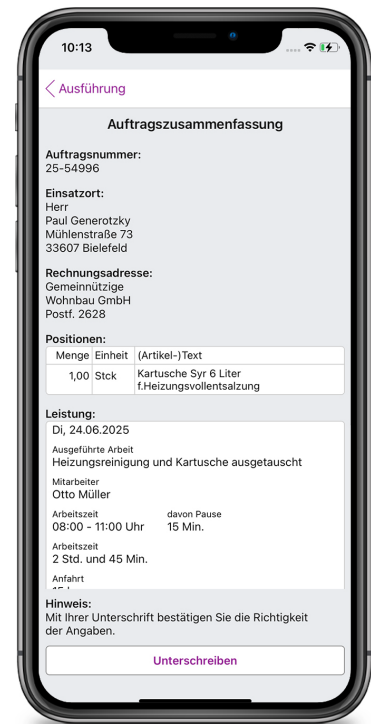 10:13
Ausführung
Auftragszusammenfassung
Auftragsnummer:
25-54996
Einsatzort:
Herr
Paul Generotzky
Mühlenstraße 73
33607 Bielefeld
Rechnungsadresse:
Gemeinnützige
Wohnbau GmbH
Postf. 2628
Positionen:
Menge Einheit (Artikel-)Text
1,00 Stck Kartusche Syr 6 Liter
f.Heizungsvollentsalzung
Leistung:
Di, 24.06.2025
Ausgeführte Arbeit
Heizungsreinigung und Kartusche ausgetauscht
Mitarbeiter
Otto Müller
Arbeitszeit davon Pause
08:00 - 11:00 Uhr 15 Min.
Arbeitszeit
2 Std. und 45 Min.
Anfahrt
Hinweis:
Mit Ihrer Unterschrift bestätigen Sie die Richtigkeit
der Angaben.
Unterschreiben